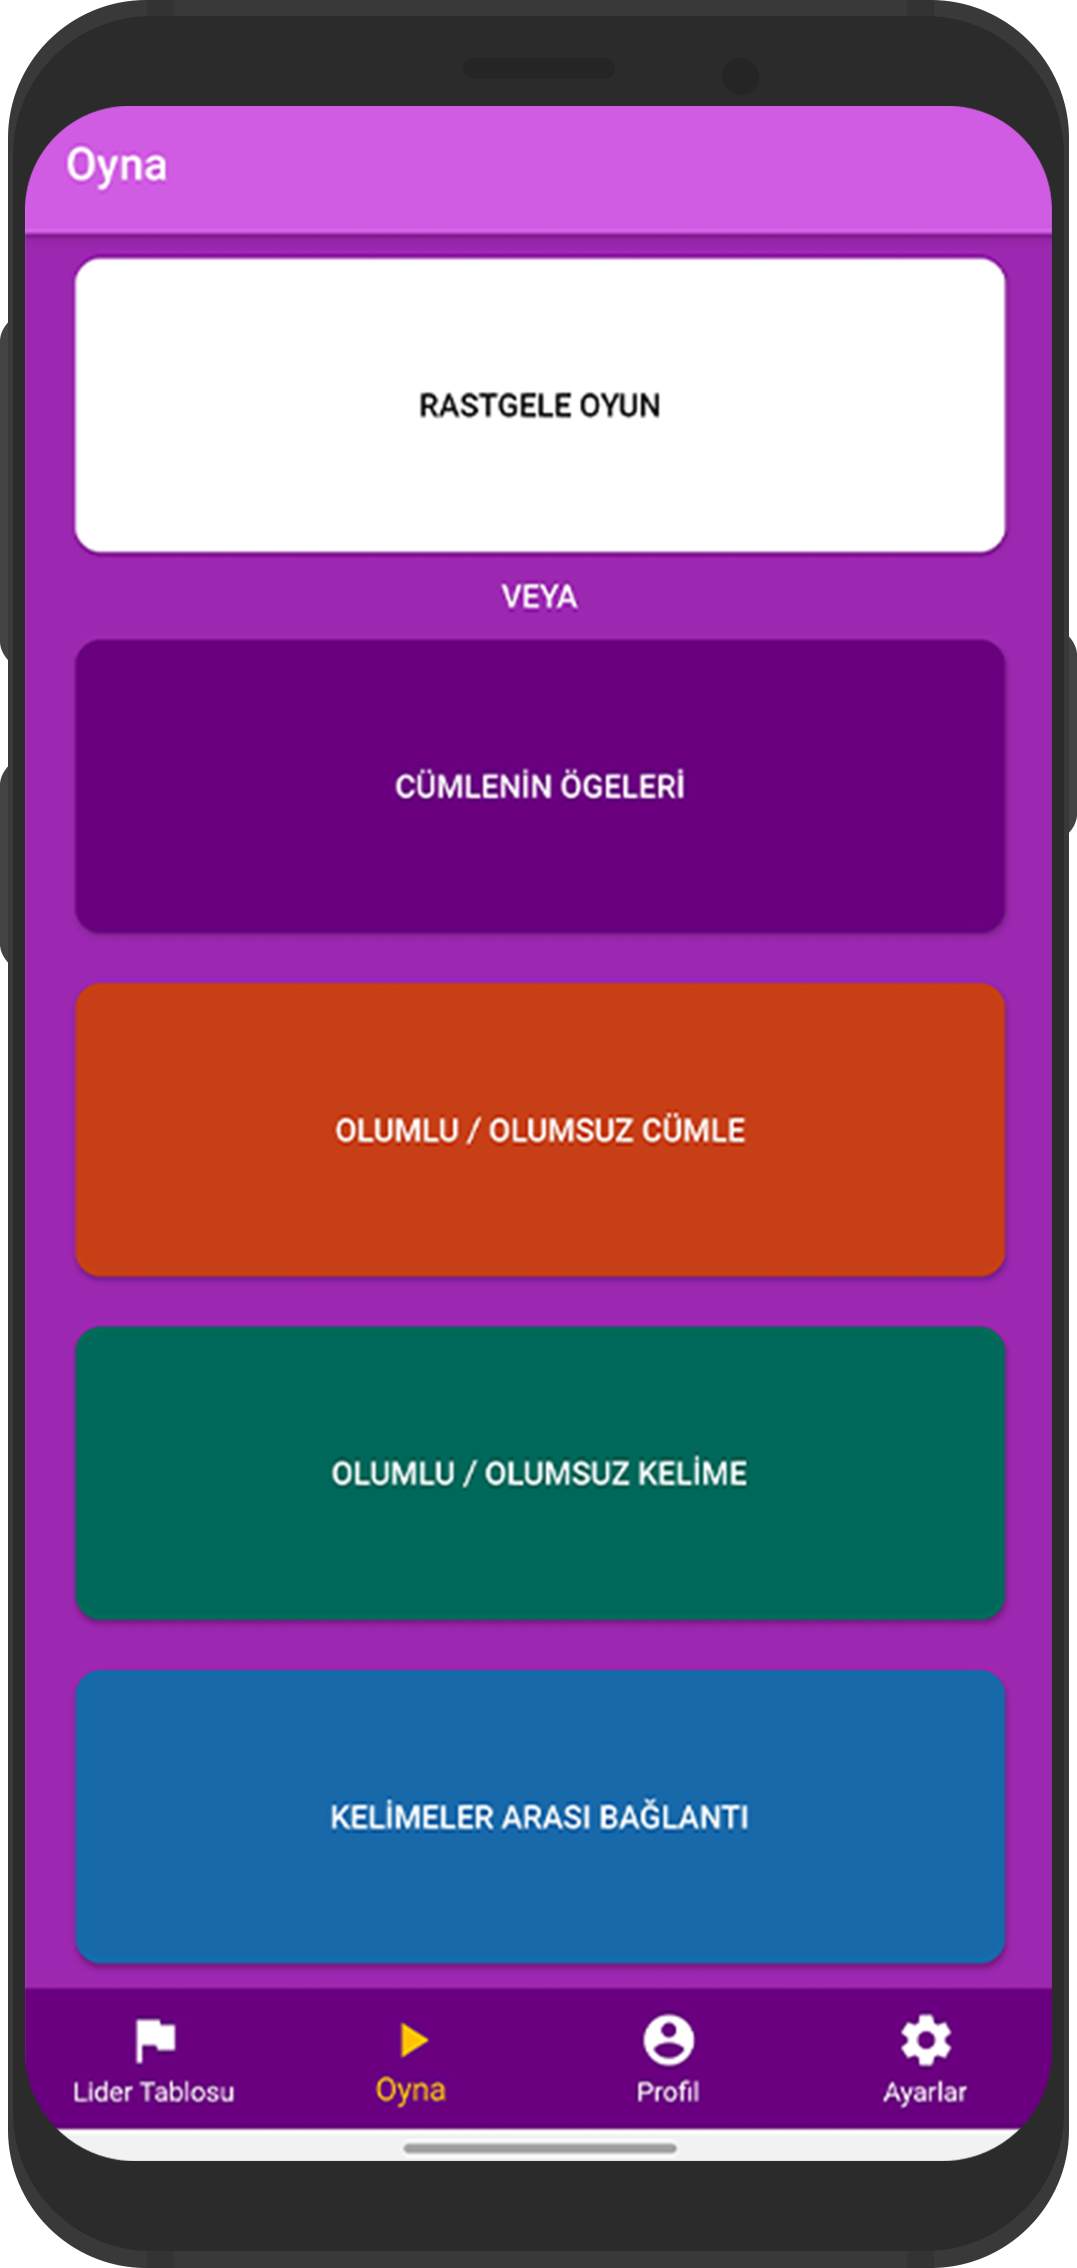 Oyna
RASTGELE OYUN
VEYA
CÜMLENİN ÖGELERİ
OLUMLU / OLUMSUZ CÜMLE
OLUMLU / OLUMSUZ KELİME
KELİMELER ARASI BAĞLANTI
Lider Tablosu
Oyna
Profil
Ayarlar